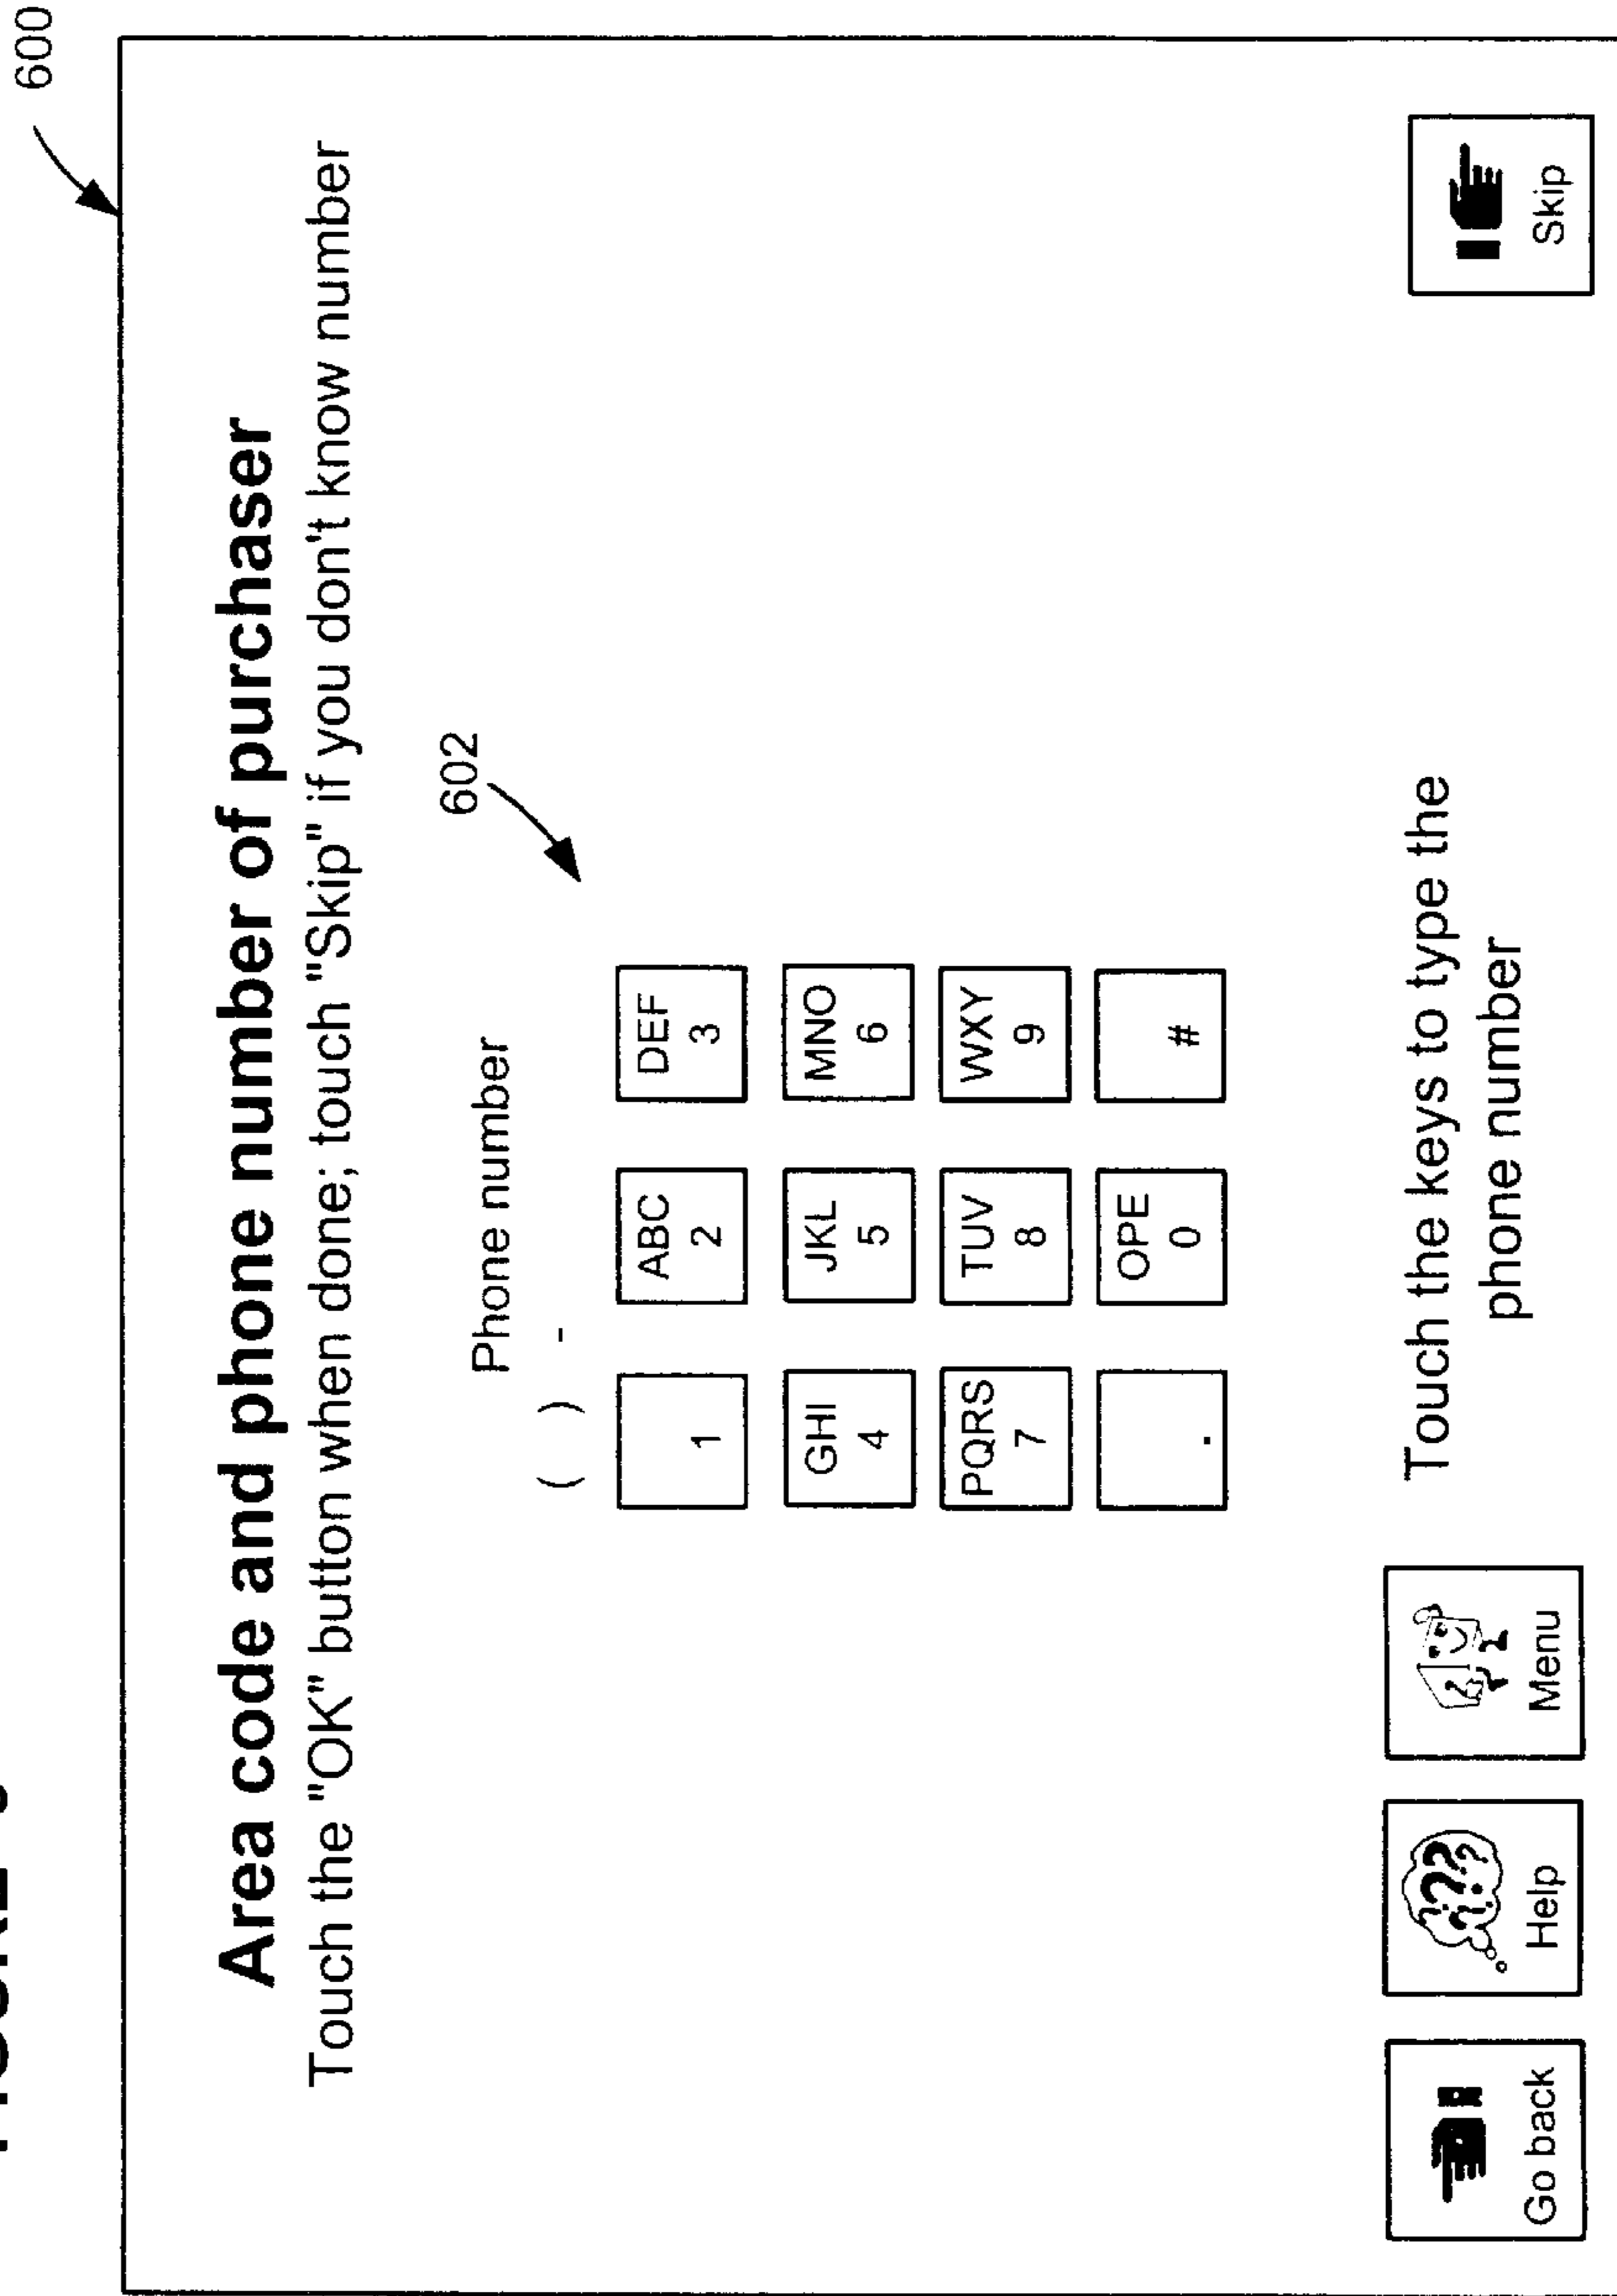 600
Area code and phone number of purchaser
Touch the "OK" button when done; touch "Skip" if you don't know number
Phone number
602
( ) -
1 ABC 2 DEF 3
GHI 4 JKL 5 MNO 6
PQRS 7 TUV 8 WXY 9
. OPE 0 #
Touch the keys to type the
phone number
Go back Help Menu Skip